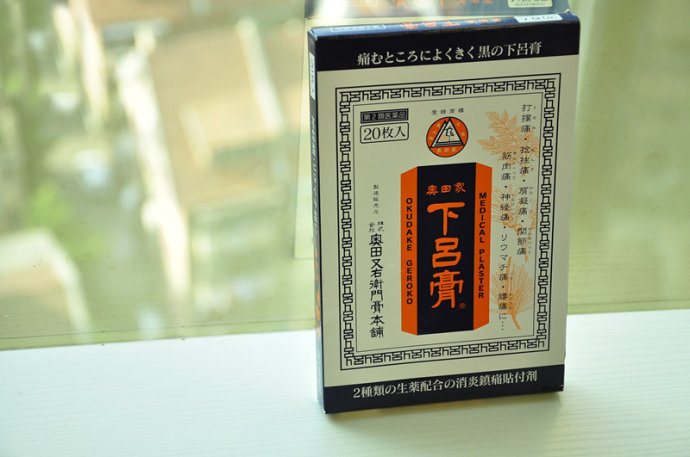 痛むところによくきく黒の下呂膏
第2類医薬品
20枚入
登録商標
打撲痛・捻挫痛・肩凝痛・関節痛
筋肉痛・神経痛・リウマチ痛・腰痛に…
奥田家
下呂膏
OKUDAKE GEROKO
MEDICAL PLASTER
製造販売元
株式会社
奥田又右衛門膏本舗
2種類の生薬配合の消炎鎮痛貼付剤